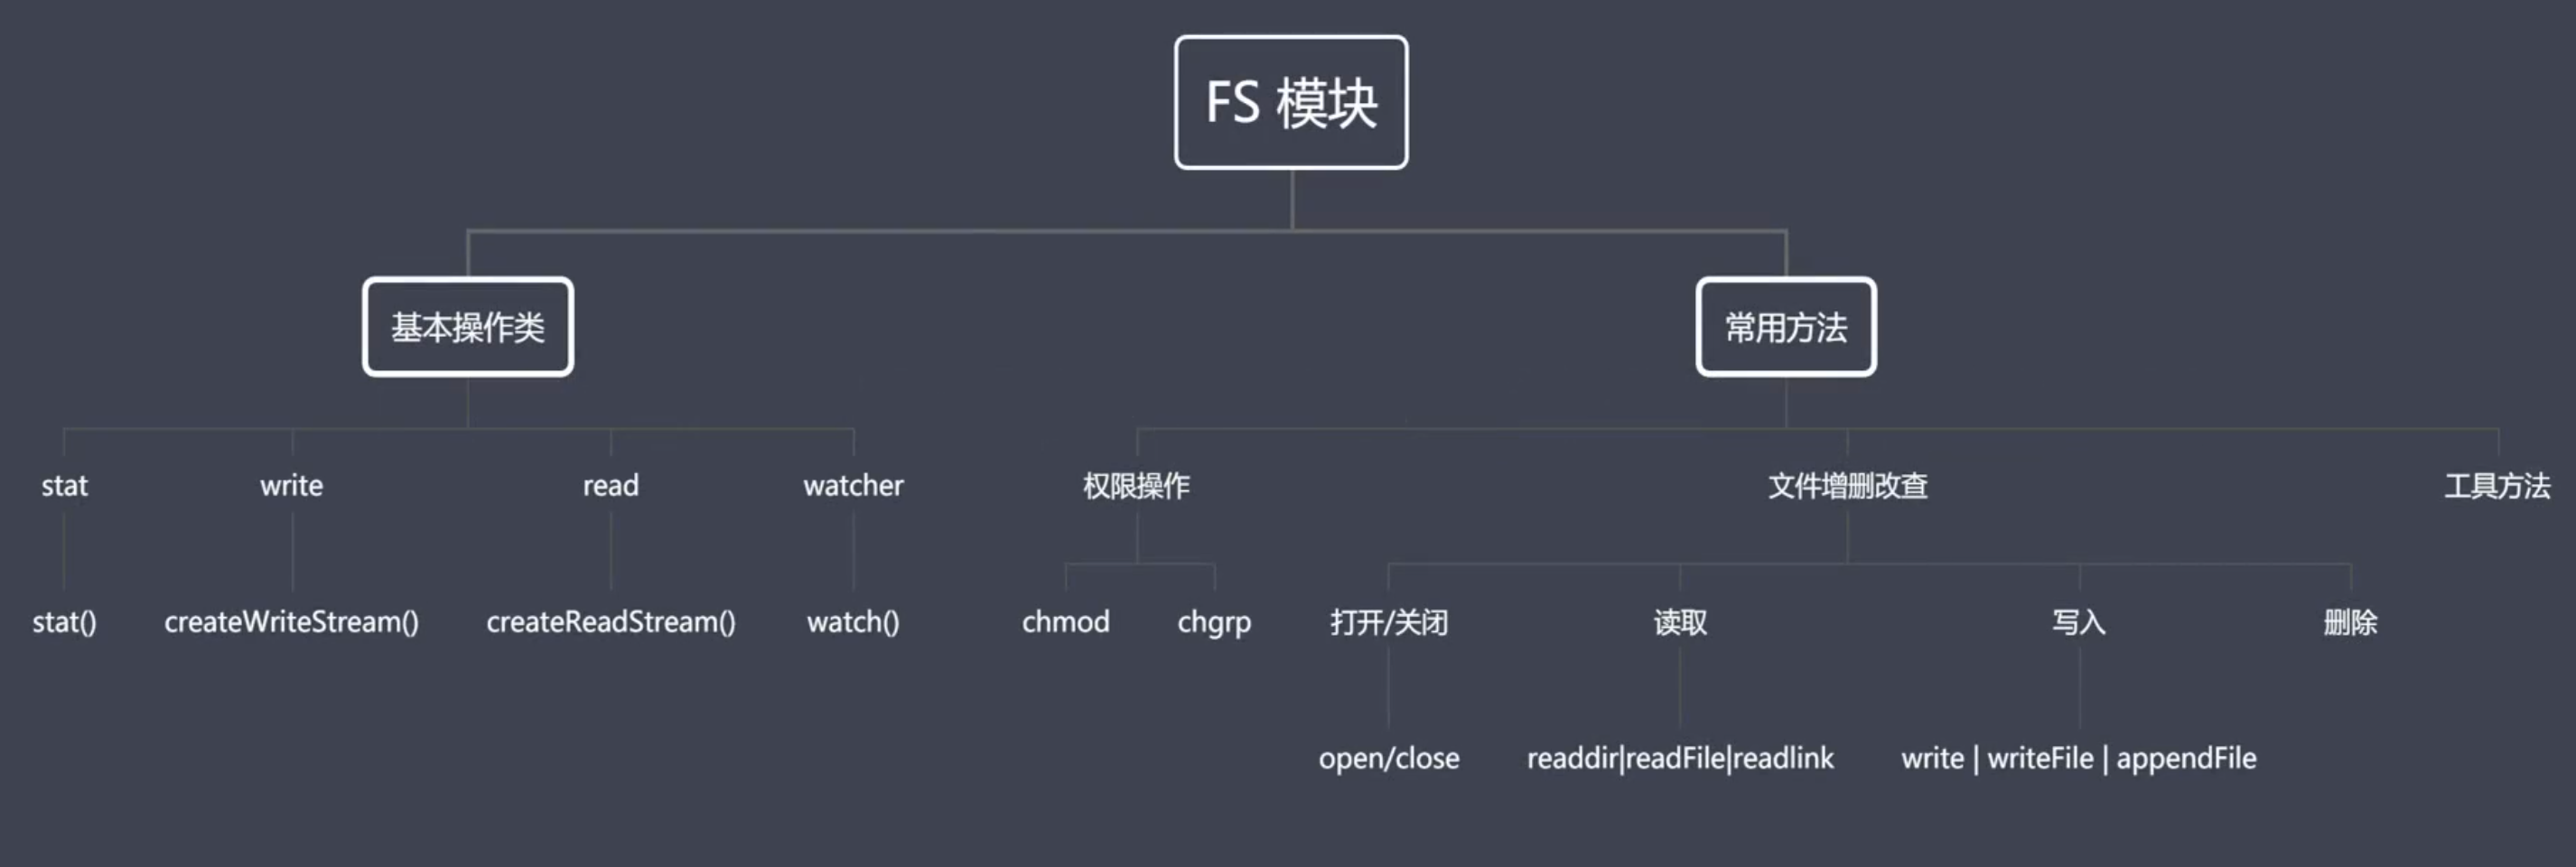 FS 模块
基本操作类
常用方法
stat
write
read
watcher
权限操作
文件增删改查
工具方法
stat()
createWriteStream()
createReadStream()
watch()
chmod
chgrp
打开/关闭
读取
写入
删除
open/close
readdir|readFile|readlink
write | writeFile | appendFile